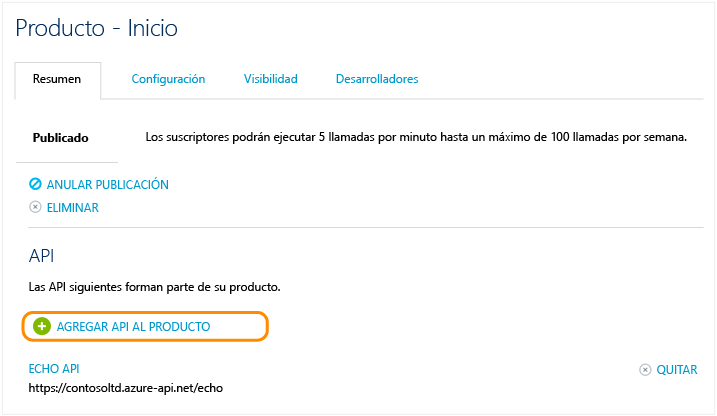 Producto - Inicio
Resumen Configuración Visibilidad Desarrolladores
Publicado Los suscriptores podrán ejecutar 5 llamadas por minuto hasta un máximo de 100 llamadas por semana.
ANULAR PUBLICACIÓN
ELIMINAR
API
Las API siguientes forman parte de su producto.
AGREGAR API AL PRODUCTO
ECHO API QUITAR
https://contosoltd.azure-api.net/echo